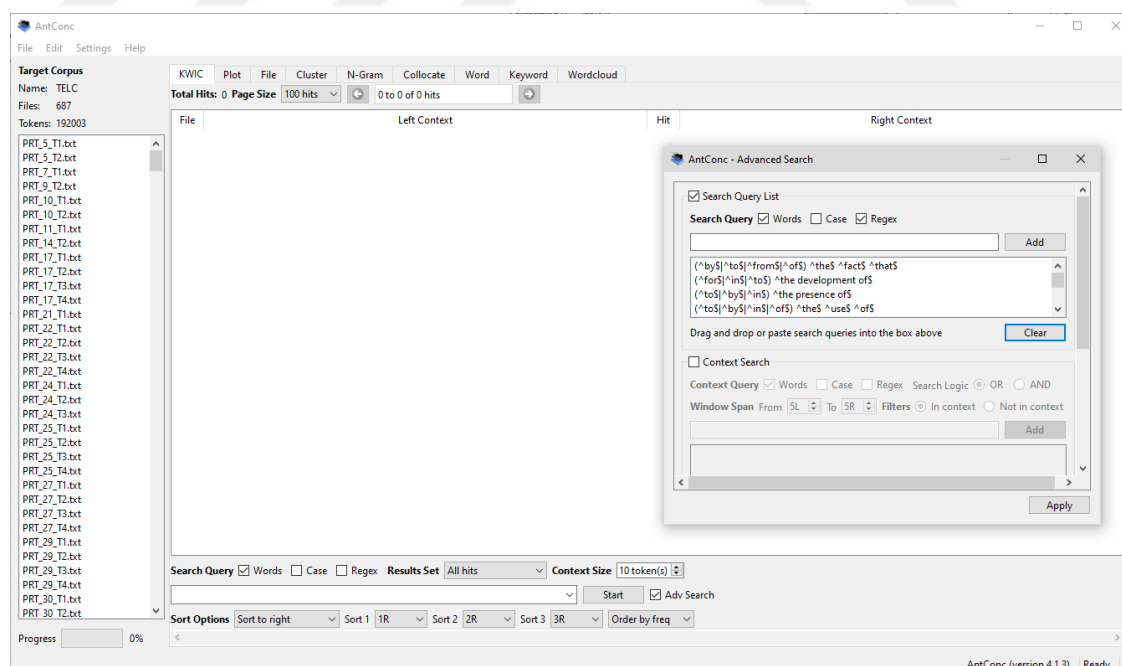 AntConc
File Edit Settings Help
Target Corpus
Name: TELC
Files: 687
Tokens: 192003
PRT_5_T1.txt
PRT_5_T2.txt
PRT_7_T1.txt
PRT_9_T2.txt
PRT_10_T1.txt
PRT_10_T2.txt
PRT_11_T1.txt
PRT_14_T2.txt
PRT_17_T1.txt
PRT_17_T2.txt
PRT_17_T3.txt
PRT_17_T4.txt
PRT_21_T1.txt
PRT_22_T1.txt
PRT_22_T2.txt
PRT_22_T3.txt
PRT_22_T4.txt
PRT_24_T1.txt
PRT_24_T2.txt
PRT_24_T3.txt
PRT_25_T1.txt
PRT_25_T2.txt
PRT_25_T3.txt
PRT_25_T4.txt
PRT_27_T1.txt
PRT_27_T2.txt
PRT_27_T3.txt
PRT_27_T4.txt
PRT_29_T1.txt
PRT_29_T2.txt
PRT_29_T3.txt
PRT_29_T4.txt
PRT_30_T1.txt
PRT 30 T2.txt
Progress 0%
KWIC Plot File Cluster N-Gram Collocate Word Keyword Wordcloud
Total Hits: 0 Page Size 100 hits 0 to 0 of 0 hits
File Left Context Hit Right Context
AntConc - Advanced Search
Search Query List
Search Query Words Case Regex
Add
(^by$|^to$|^from$|^of$) ^the$ ^fact$ ^that$
(^for$|^in$|^to$) ^the development of$
(^to$|^by$|^in$) ^the presence of$
(^to$|^by$|^in$|^of$) ^the$ ^use$ ^of$
Drag and drop or paste search queries into the box above Clear
Context Search
Context Query Words Case Regex Search Logic OR AND
Window Span From 5L To 5R Filters In context Not in context
Add
Apply
Search Query Words Case Regex Results Set All hits Context Size 10 token(s)
Start Adv Search
Sort Options Sort to right Sort 1 1R Sort 2 2R Sort 3 3R Order by freq
AntConc (version 4.1.3) Ready